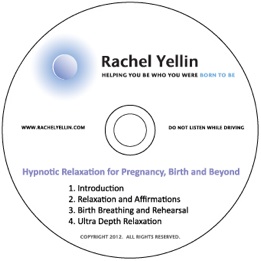 Rachel Yellin
HELPING YOU BE WHO YOU WERE BORN TO BE
WWW.RACHELYELLIN.COM
DO NOT LISTEN WHILE DRIVING
Hypnotic Relaxation for Pregnancy, Birth and Beyond
1. Introduction
2. Relaxation and Affirmations
3. Birth Breathing and Rehearsal
4. Ultra Depth Relaxation
COPYRIGHT 2012. ALL RIGHTS RESERVED.